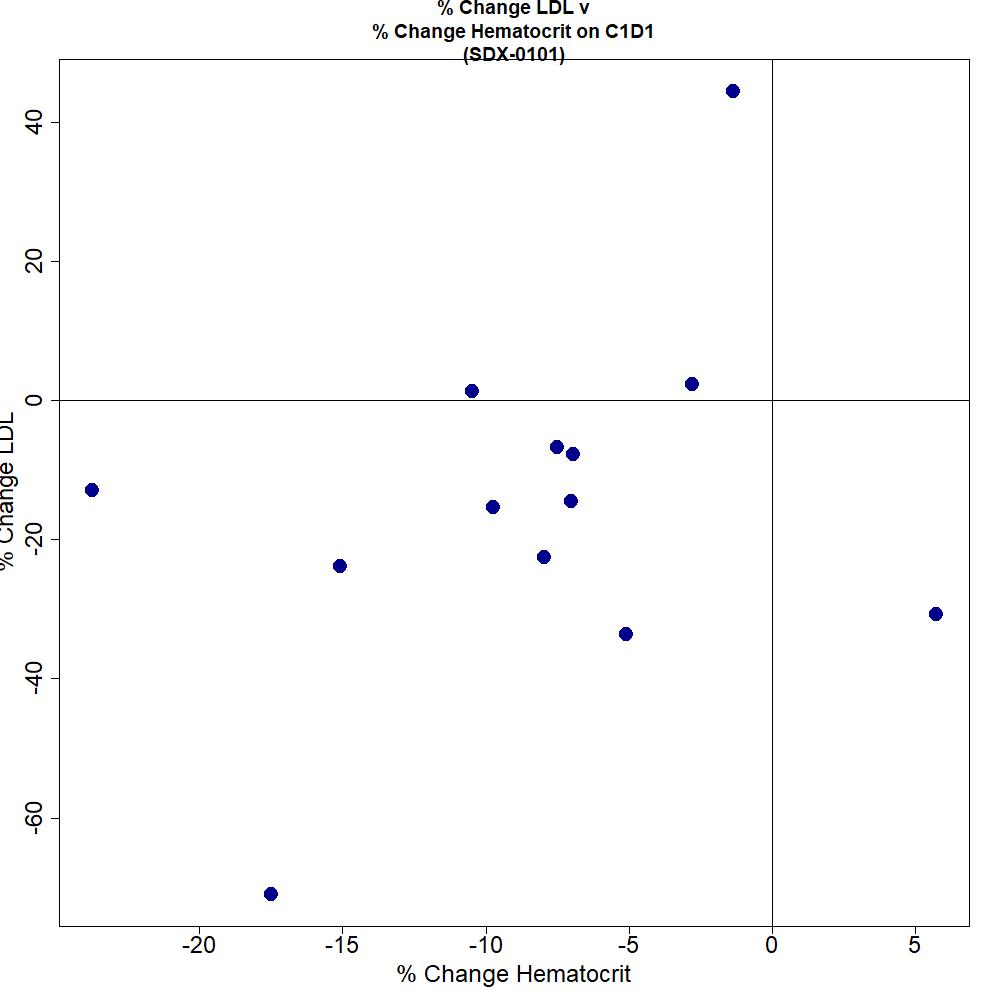 % Change LDL v
% Change Hematocrit on C1D1
(SDX-0101)
40
20
0
-20
-40
-60
% Change LDL
-20
-15
-10
-5
0
5
% Change Hematocrit